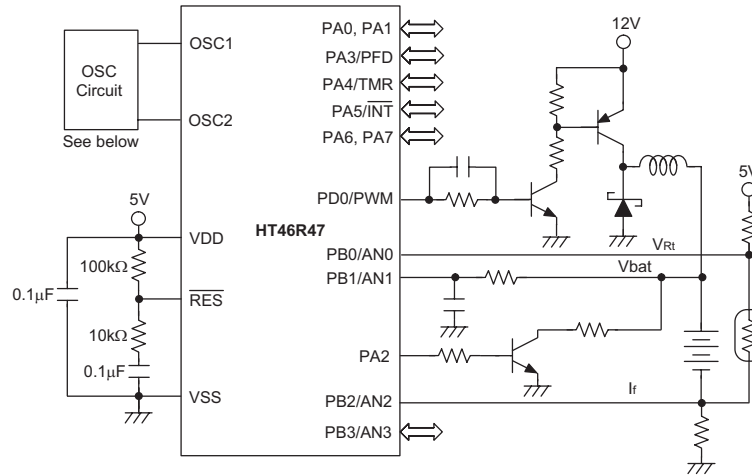 OSC
Circuit
See below
OSC1
OSC2
5V
VDD
100kΩ
0.1µF
RES
10kΩ
0.1µF
VSS
HT46R47
PA0, PA1
PA3/PFD
PA4/TMR
PA5/INT
PA6, PA7
PD0/PWM
PB0/AN0
PB1/AN1
PA2
PB2/AN2
PB3/AN3
12V
5V
VRt
Vbat
If